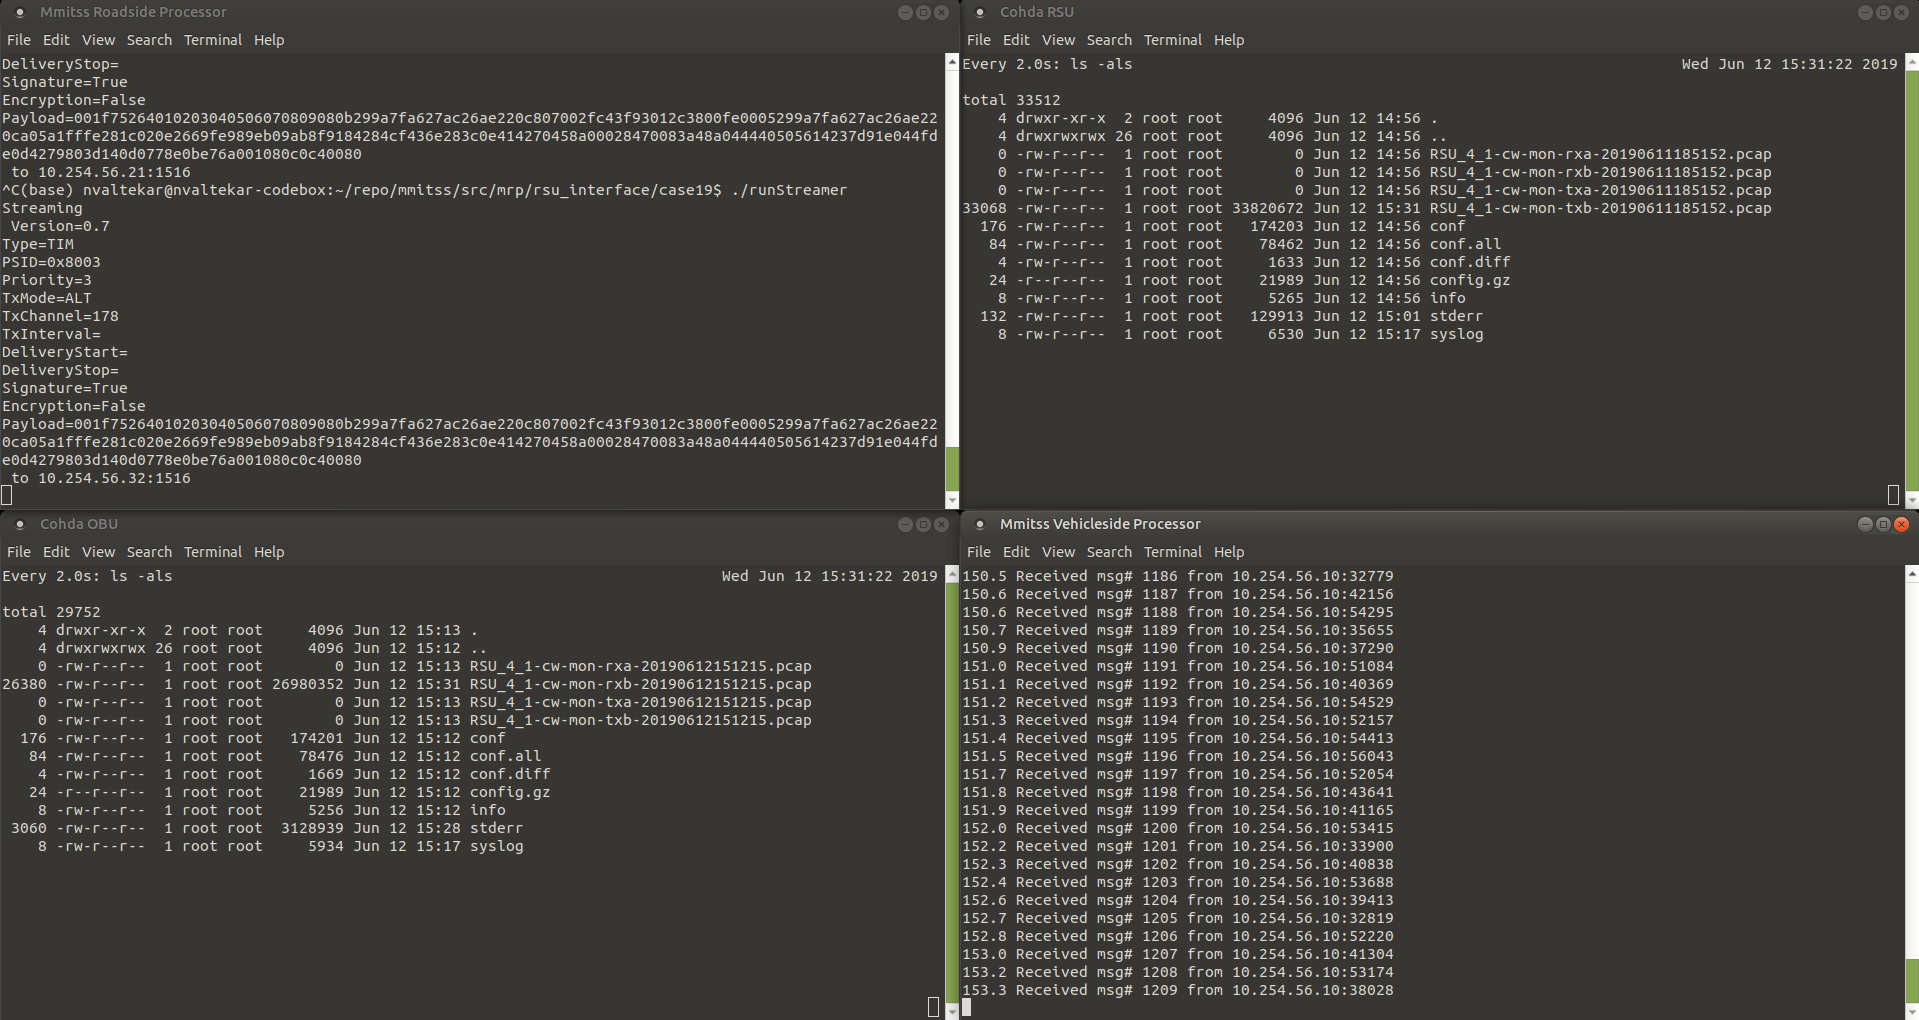 Mmitss Roadside Processor
File Edit View Search Terminal Help
DeliveryStop=
Signature=True
Encryption=False
Payload=001f75264010203040506070809080b299a7fa627ac26ae220c807002fc43f93012c3800fe0005299a7fa627ac26ae22
0ca05a1fffe281c020e2669fe989eb09ab8f9184284cf436e283c0e414270458a00028470083a48a044440505614237d91e044fd
e0d4279803d140d0778e0be76a001080c0c40080
to 10.254.56.21:1516
^C(base) nvaltekar@nvaltekar-codebox:~/repo/mmitss/src/mrp/rsu_interface/case19$ ./runStreamer
Streaming
Version=0.7
Type=TIM
PSID=0x8003
Priority=3
TxMode=ALT
TxChannel=178
TxInterval=
DeliveryStart=
DeliveryStop=
Signature=True
Encryption=False
Payload=001f75264010203040506070809080b299a7fa627ac26ae220c807002fc43f93012c3800fe0005299a7fa627ac26ae22
0ca05a1fffe281c020e2669fe989eb09ab8f9184284cf436e283c0e414270458a00028470083a48a044440505614237d91e044fd
e0d4279803d140d0778e0be76a001080c0c40080
to 10.254.56.32:1516
Cohda RSU
File Edit View Search Terminal Help
Every 2.0s: ls -als Wed Jun 12 15:31:22 2019
total 33512
4 drwxr-xr-x 2 root root 4096 Jun 12 14:56 .
4 drwxrwxrwx 26 root root 4096 Jun 12 14:56 ..
0 -rw-r--r-- 1 root root 0 Jun 12 14:56 RSU_4_1-cw-mon-rxa-20190611185152.pcap
0 -rw-r--r-- 1 root root 0 Jun 12 14:56 RSU_4_1-cw-mon-rxb-20190611185152.pcap
0 -rw-r--r-- 1 root root 0 Jun 12 14:56 RSU_4_1-cw-mon-txa-20190611185152.pcap
33068 -rw-r--r-- 1 root root 33820672 Jun 12 15:31 RSU_4_1-cw-mon-txb-20190611185152.pcap
176 -rw-r--r-- 1 root root 174203 Jun 12 14:56 conf
84 -rw-r--r-- 1 root root 78462 Jun 12 14:56 conf.all
4 -rw-r--r-- 1 root root 1633 Jun 12 14:56 conf.diff
24 -r--r--r-- 1 root root 21989 Jun 12 14:56 config.gz
8 -rw-r--r-- 1 root root 5265 Jun 12 14:56 info
132 -rw-r--r-- 1 root root 129913 Jun 12 15:01 stderr
8 -rw-r--r-- 1 root root 6530 Jun 12 15:17 syslog
Cohda OBU
File Edit View Search Terminal Help
Every 2.0s: ls -als Wed Jun 12 15:31:22 2019
total 29752
4 drwxr-xr-x 2 root root 4096 Jun 12 15:13 .
4 drwxrwxrwx 26 root root 4096 Jun 12 15:12 ..
0 -rw-r--r-- 1 root root 0 Jun 12 15:13 RSU_4_1-cw-mon-rxa-20190612151215.pcap
26380 -rw-r--r-- 1 root root 26980352 Jun 12 15:31 RSU_4_1-cw-mon-rxb-20190612151215.pcap
0 -rw-r--r-- 1 root root 0 Jun 12 15:13 RSU_4_1-cw-mon-txa-20190612151215.pcap
0 -rw-r--r-- 1 root root 0 Jun 12 15:13 RSU_4_1-cw-mon-txb-20190612151215.pcap
176 -rw-r--r-- 1 root root 174201 Jun 12 15:12 conf
84 -rw-r--r-- 1 root root 78476 Jun 12 15:12 conf.all
4 -rw-r--r-- 1 root root 1669 Jun 12 15:12 conf.diff
24 -r--r--r-- 1 root root 21989 Jun 12 15:12 config.gz
8 -rw-r--r-- 1 root root 5256 Jun 12 15:12 info
3060 -rw-r--r-- 1 root root 3128939 Jun 12 15:28 stderr
8 -rw-r--r-- 1 root root 5934 Jun 12 15:17 syslog
Mmitss Vehicleside Processor
File Edit View Search Terminal Help
150.5 Received msg# 1186 from 10.254.56.10:32779
150.6 Received msg# 1187 from 10.254.56.10:42156
150.6 Received msg# 1188 from 10.254.56.10:54295
150.7 Received msg# 1189 from 10.254.56.10:35655
150.9 Received msg# 1190 from 10.254.56.10:37290
151.0 Received msg# 1191 from 10.254.56.10:51084
151.1 Received msg# 1192 from 10.254.56.10:40369
151.2 Received msg# 1193 from 10.254.56.10:54529
151.3 Received msg# 1194 from 10.254.56.10:52157
151.4 Received msg# 1195 from 10.254.56.10:54413
151.5 Received msg# 1196 from 10.254.56.10:56043
151.7 Received msg# 1197 from 10.254.56.10:52054
151.8 Received msg# 1198 from 10.254.56.10:43641
151.9 Received msg# 1199 from 10.254.56.10:41165
152.0 Received msg# 1200 from 10.254.56.10:53415
152.2 Received msg# 1201 from 10.254.56.10:33900
152.3 Received msg# 1202 from 10.254.56.10:40838
152.4 Received msg# 1203 from 10.254.56.10:53688
152.6 Received msg# 1204 from 10.254.56.10:39413
152.7 Received msg# 1205 from 10.254.56.10:32819
152.8 Received msg# 1206 from 10.254.56.10:52220
153.0 Received msg# 1207 from 10.254.56.10:41304
153.2 Received msg# 1208 from 10.254.56.10:53174
153.3 Received msg# 1209 from 10.254.56.10:38028